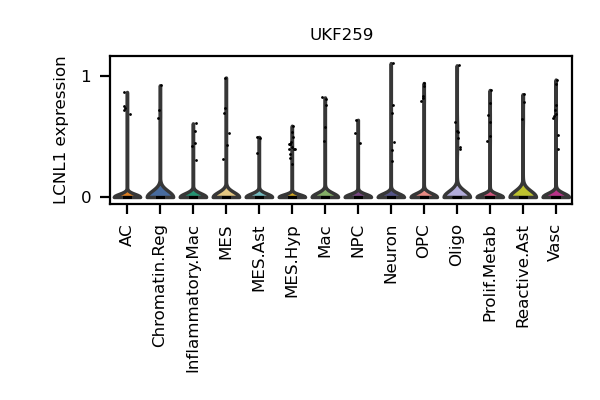 UKF259
LCNL1 expression
1
0
AC
Chromatin.Reg
Inflammatory.Mac
MES
MES.Ast
MES.Hyp
Mac
NPC
Neuron
OPC
Oligo
Prolif.Metab
Reactive.Ast
Vasc